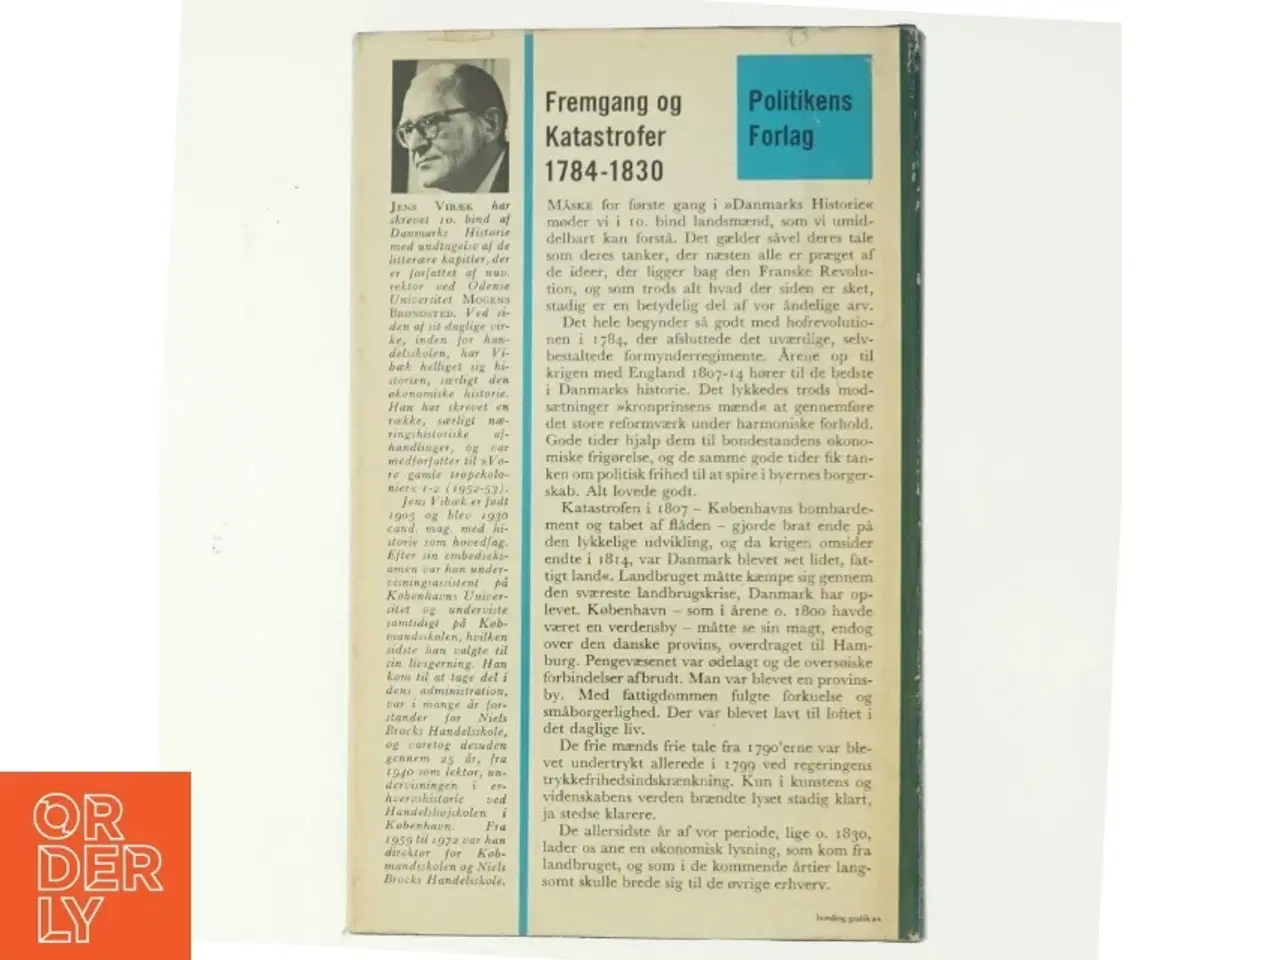 Jens Vibæk har
skrevet 10. bind af
Danmarks Historie
med undtagelse af de
litterære kapitler, der
er forfattet af nuv.
rektor ved Odense
Universitet Mogens
Brøndsted. Ved si-
den af sit daglige vir-
ke, inden for han-
delsskolen, har Vi-
bæk helliget sig hi-
storien, særligt den
økonomiske historie.
Han har skrevet en
række, særligt næ-
ringshistoriske af-
handlinger, og var
medforfatter til »Vo-
re gamle tropekolo-
nier« 1-2 (1952-53).
Jens Vibæk er født
1905 og blev 1930
cand. mag. med hi-
storie som hovedfag.
Efter sin embedseks-
amen var han under-
visningsassistent på
Københavns Univer-
sitet og underviste
samtidigt på Køb-
mandsskolen, hvilken
sidste han valgte til
sin livsgerning. Han
kom til at tage del i
dens administration,
var i mange år for-
stander for Niels
Brocks Handelsskole,
og varetog desuden
gennem 25 år, fra
1940 som lektor, un-
dervisningen i er-
hvervshistorie ved
Handelshøjskolen i
København. Fra
1959 til 1972 var han
direktør for Køb-
mandsskolen og Niels
Brocks Handelsskole.
Fremgang og
Katastrofer
1784-1830
Politikens
Forlag
MÅSKE for første gang i »Danmarks Historie«
møder vi i 10. bind landsmænd, som vi umid-
delbart kan forstå. Det gælder såvel deres tale
som deres tanker, der næsten alle er præget af
de ideer, der ligger bag den Franske Revolu-
tion, og som trods alt hvad der siden er sket,
stadig er en betydelig del af vor åndelige arv.
Det hele begynder så godt med hofrevolutio-
nen i 1784, der afsluttede det uværdige, selv-
bestaltede formynderregimente. Årene op til
krigen med England 1807-14 hører til de bedste
i Danmarks historie. Det lykkedes trods mod-
sætninger »kronprinsens mænd« at gennemføre
det store reformværk under harmoniske forhold.
Gode tider hjalp dem til bondestandens økono-
miske frigørelse, og de samme gode tider fik tan-
ken om politisk frihed til at spire i byernes borger-
skab. Alt lovede godt.
Katastrofen i 1807 – Københavns bombarde-
ment og tabet af flåden – gjorde brat ende på
den lykkelige udvikling, og da krigen omsider
endte i 1814, var Danmark blevet »et lidet, fat-
tigt land«. Landbruget måtte kæmpe sig gennem
den sværeste landbrugskrise, Danmark har op-
levet. København – som i årene o. 1800 havde
været en verdensby – måtte se sin magt, endog
over den danske provins, overdraget til Ham-
burg. Pengevæsenet var ødelagt og de oversøiske
forbindelser afbrudt. Man var blevet en provins-
by. Med fattigdommen fulgte forkuelse og
småborgerlighed. Der var blevet lavt til loftet i
det daglige liv.
De frie mænds frie tale fra 1790'erne var ble-
vet undertrykt allerede i 1799 ved regeringens
trykkefrihedsindskrænkning. Kun i kunstens og
videnskabens verden brændte lyset stadig klart,
ja stedse klarere.
De allersidste år af vor periode, lige o. 1830,
lader os ane en økonomisk lysning, som kom fra
landbruget, og som i de kommende årtier lang-
somt skulle brede sig til de øvrige erhverv.
bording grafik a·s
OR
DER
LY